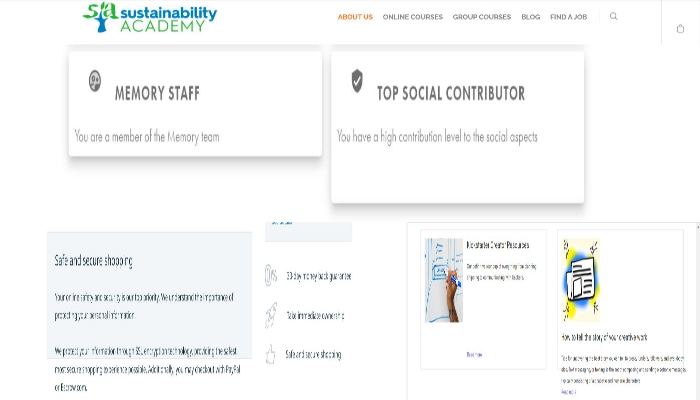 sustainability
ACADEMY
ABOUT US
ONLINE COURSES
GROUP COURSES
BLOG
FIND A JOB
MEMORY STAFF
You are a member of the Memory team
TOP SOCIAL CONTRIBUTOR
You have a high contribution level to the social aspects
Safe and secure shopping
Your online safety and security is our top priority. We understand the importance of
protecting your personal information.
We protect your information through SSL encryption technology, providing the safest
most secure shopping experience possible. Additionally, you may checkout with PayPal
or Escrow.com.
30-day money back guarantee
Take immediate ownership
Safe and secure shopping
Kickstarter Creator Resources
Read more
How to tell the story of your creative work
Read more